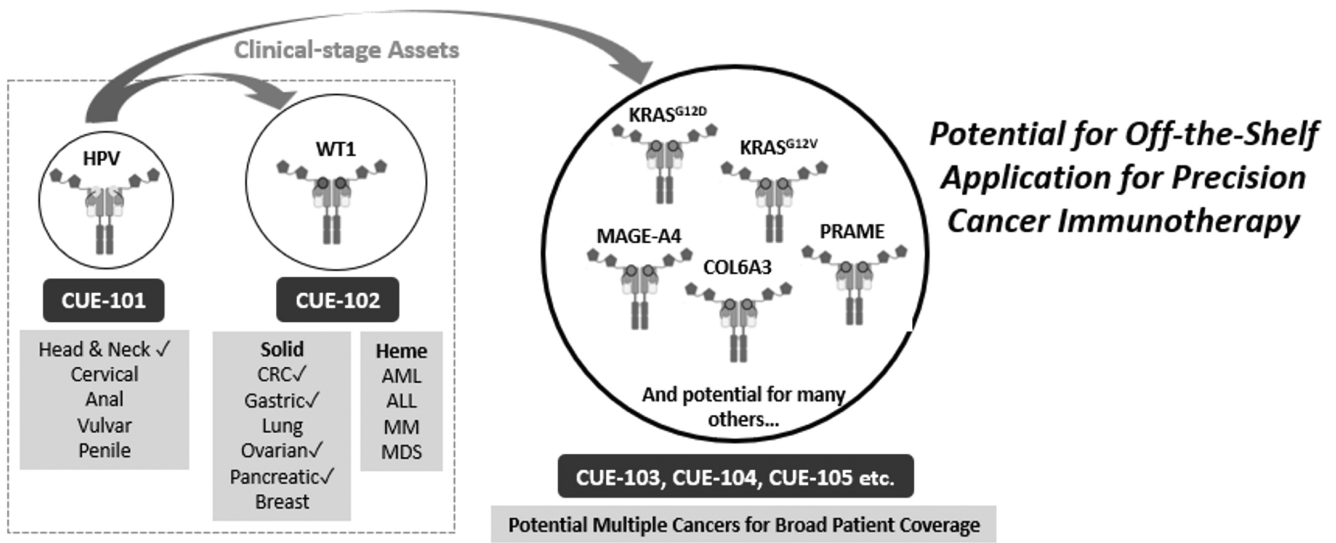 Clinical-stage Assets
HPV
CUE-101
Head & Neck ✓
Cervical
Anal
Vulvar
Penile
WT1
CUE-102
Solid
CRC✓
Gastric✓
Lung
Ovarian✓
Pancreatic✓
Breast
Heme
AML
ALL
MM
MDS
KRASG12D
KRASG12V
MAGE-A4
COL6A3
PRAME
And potential for many
others...
CUE-103, CUE-104, CUE-105 etc.
Potential Multiple Cancers for Broad Patient Coverage
Potential for Off-the-Shelf
Application for Precision
Cancer Immunotherapy